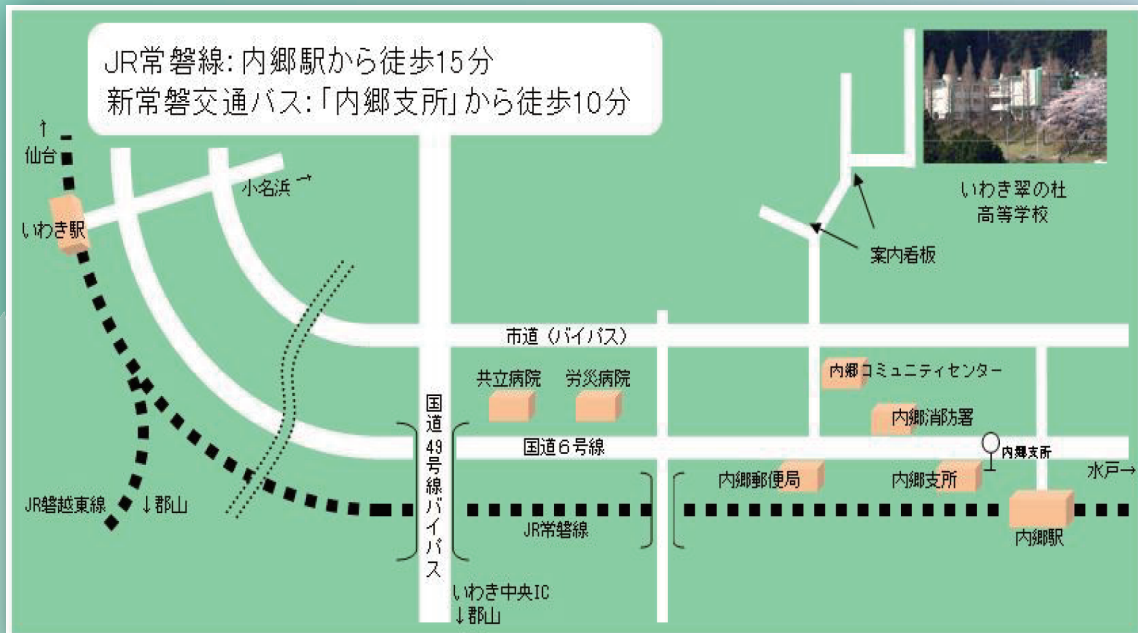 JR常磐線:内郷駅から徒歩15分
新常磐交通バス:「内郷支所」から徒歩10分
↑
仙台
いわき駅
小名浜→
いわき翠の杜
高等学校
案内看板
市道(バイパス)
共立病院
労災病院
内郷コミュニティセンター
内郷消防署
国道49号線バイパス
国道6号線
内郷支所
内郷郵便局
内郷支所
水戸→
JR磐越東線
↓郡山
JR常磐線
内郷駅
いわき中央IC
↓郡山